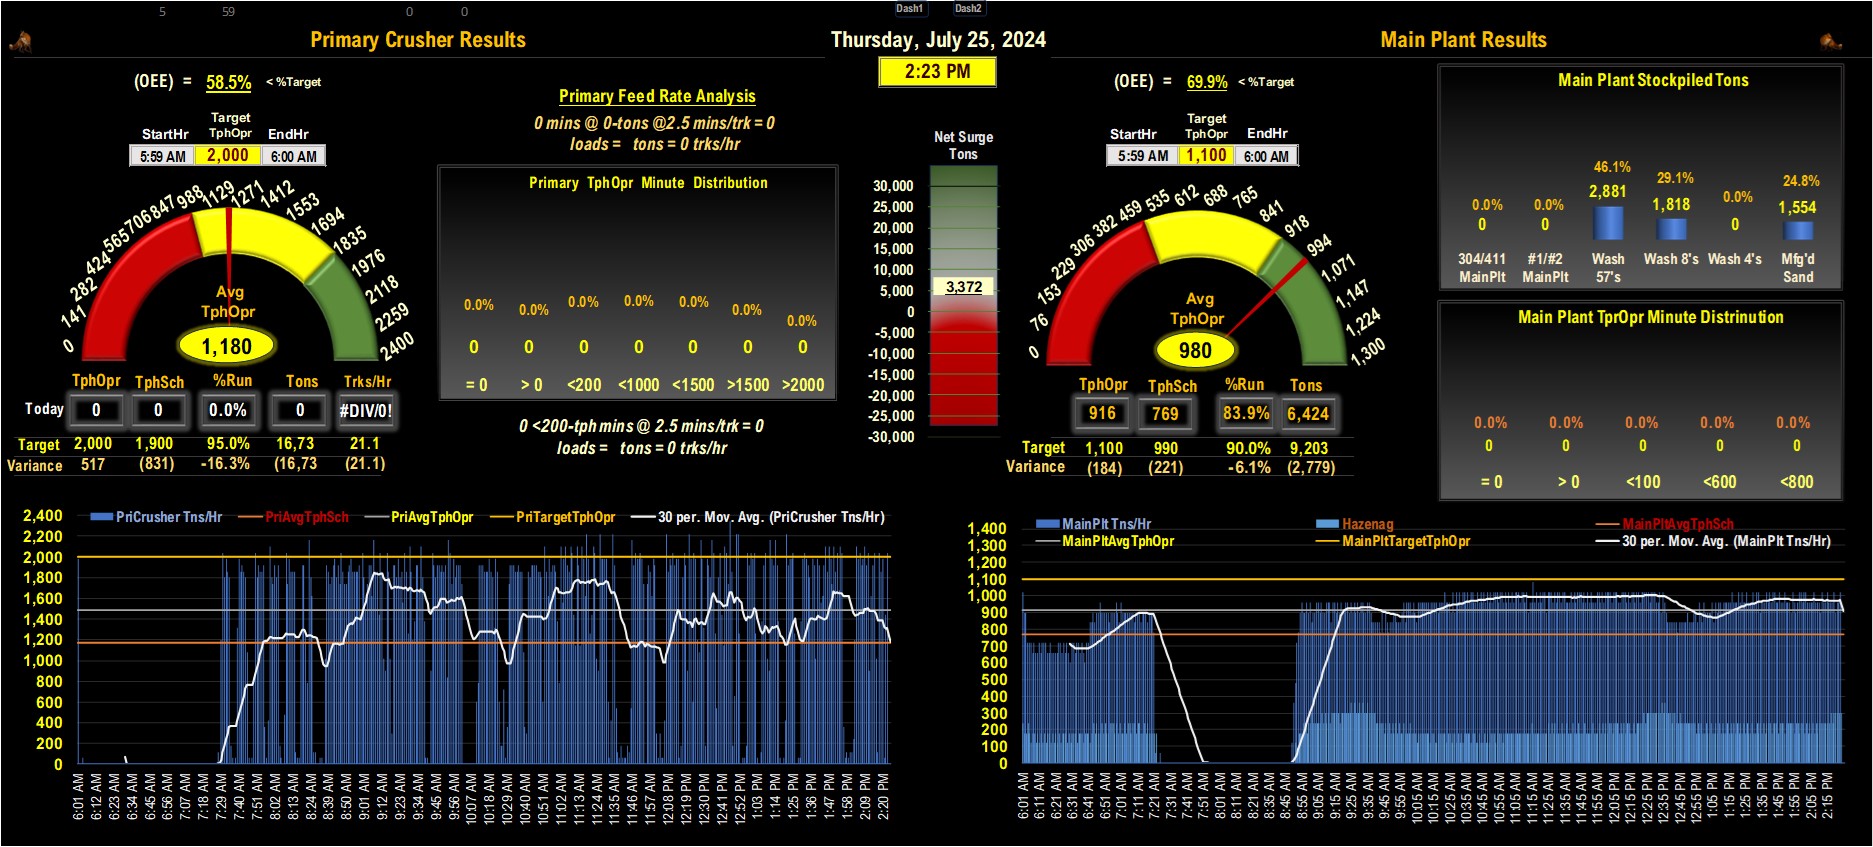 5 59 0 0 Dash1 Dash2
Primary Crusher Results
Thursday, July 25, 2024
Main Plant Results
2:23 PM
(OEE) = 58.5% < %Target
Target
StartHr TphOpr EndHr
5:59 AM 2,000 6:00 AM
0 141 282 424 565 706 847 988 1129 1271 1412 1553 1694 1835 1976 2118 2259 2400
Avg
TphOpr
1,180
TphOpr TphSch %Run Tons Trks/Hr
Today 0 0 0.0% 0 #DIV/0!
Target 2,000 1,900 95.0% 16,73 21.1
Variance 517 (831) -16.3% (16,73 (21.1)
Primary Feed Rate Analysis
0 mins @ 0-tons @2.5 mins/trk = 0
loads = tons = 0 trks/hr
Primary TphOpr Minute Distribution
0.0% 0.0% 0.0% 0.0% 0.0% 0.0% 0.0%
0 0 0 0 0 0 0
= 0 > 0 <200 <1000 <1500 >1500 >2000
0 <200-tph mins @ 2.5 mins/trk = 0
loads = tons = 0 trks/hr
Net Surge
Tons
30,000
25,000
20,000
15,000
10,000
5,000
0
-5,000
-10,000
-15,000
-20,000
-25,000
-30,000
3,372
(OEE) = 69.9% < %Target
Target
StartHr TphOpr EndHr
5:59 AM 1,100 6:00 AM
0 76 153 229 306 382 459 535 612 688 765 841 918 994 1,071 1,147 1,224 1,300
Avg
TphOpr
980
TphOpr TphSch %Run Tons
916 769 83.9% 6,424
Target 1,100 990 90.0% 9,203
Variance (184) (221) -6.1% (2,779)
Main Plant Stockpiled Tons
0.0% 0.0% 46.1% 29.1% 0.0% 24.8%
0 0 2,881 1,818 0 1,554
304/411 #1/#2 Wash Wash 8's Wash 4's Mfg'd
MainPlt MainPlt 57's Sand
Main Plant TprOpr Minute Distrinution
0.0% 0.0% 0.0% 0.0% 0.0%
0 0 0 0 0
= 0 > 0 <100 <600 <800
PriCrusher Tns/Hr PriAvgTphSch PriAvgTphOpr PriTargetTphOpr 30 per. Mov. Avg. (PriCrusher Tns/Hr)
2,400
2,200
2,000
1,800
1,600
1,400
1,200
1,000
800
600
400
200
0
6:01 AM 6:12 AM 6:23 AM 6:34 AM 6:45 AM 6:56 AM 7:07 AM 7:18 AM 7:29 AM 7:40 AM 7:51 AM 8:02 AM 8:13 AM 8:24 AM 8:39 AM 8:50 AM 9:01 AM 9:12 AM 9:23 AM 9:34 AM 9:45 AM 9:56 AM 10:07 AM 10:18 AM 10:29 AM 10:40 AM 10:51 AM 11:02 AM 11:13 AM 11:24 AM 11:35 AM 11:46 AM 11:57 AM 12:08 PM 12:19 PM 12:30 PM 12:41 PM 12:52 PM 1:03 PM 1:14 PM 1:25 PM 1:36 PM 1:47 PM 1:58 PM 2:09 PM 2:20 PM
MainPlt Tns/Hr Hazenag MainPltAvgTphSch
MainPltAvgTphOpr MainPltTargetTphOpr 30 per. Mov. Avg. (MainPlt Tns/Hr)
1,400
1,300
1,200
1,100
1,000
900
800
700
600
500
400
300
200
100
0
6:01 AM 6:11 AM 6:21 AM 6:31 AM 6:41 AM 6:51 AM 7:01 AM 7:11 AM 7:21 AM 7:31 AM 7:41 AM 7:51 AM 8:01 AM 8:11 AM 8:21 AM 8:35 AM 8:45 AM 8:55 AM 9:05 AM 9:15 AM 9:25 AM 9:35 AM 9:45 AM 9:55 AM 10:05 AM 10:15 AM 10:25 AM 10:35 AM 10:45 AM 10:55 AM 11:05 AM 11:15 AM 11:25 AM 11:35 AM 11:45 AM 11:55 AM 12:05 PM 12:15 PM 12:25 PM 12:35 PM 12:45 PM 12:55 PM 1:05 PM 1:15 PM 1:25 PM 1:35 PM 1:45 PM 1:55 PM 2:05 PM 2:15 PM